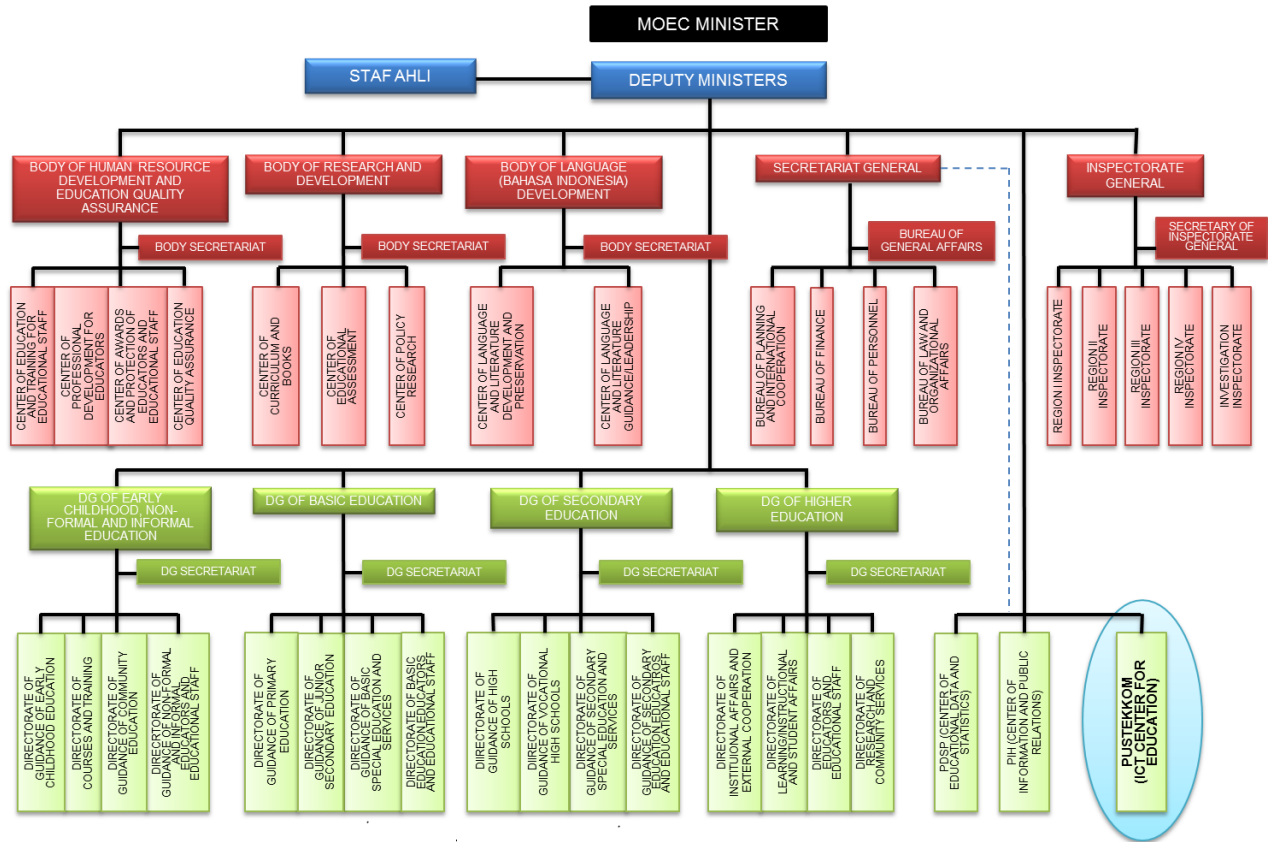 MOEC MINISTER
STAF AHLI
DEPUTY MINISTERS
BODY OF HUMAN RESOURCE
DEVELOPMENT AND
EDUCATION QUALITY
ASSURANCE
BODY OF RESEARCH AND
DEVELOPMENT
BODY OF LANGUAGE
(BAHASA INDONESIA)
DEVELOPMENT
SECRETARIAT GENERAL
INSPECTORATE
GENERAL
BODY SECRETARIAT
BODY SECRETARIAT
BODY SECRETARIAT
BUREAU OF
GENERAL AFFAIRS
SECRETARY OF
INSPECTORATE
GENERAL
CENTER OF EDUCATION
AND TRAINING FOR
EDUCATIONAL STAFF
CENTER OF
PROFESSIONAL
DEVELOPMENT FOR
EDUCATORS
CENTER OF AWARDS
AND PROTECTION OF
EDUCATORS AND
EDUCATIONAL STAFF
CENTER OF EDUCATION
QUALITY ASSURANCE
CENTER OF
CURRICULUM AND
BOOKS
CENTER OF
EDUCATIONAL
ASSESSMENT
CENTER OF POLICY
RESEARCH
CENTER OF LANGUAGE
AND LITERATURE
DEVELOPMENT AND
PRESERVATION
CENTER OF LANGUAGE
AND LITERATURE
GUIDANCE/LEADERSHIP
BUREAU OF PLANNING
AND INTERNATIONAL
COOPERATION
BUREAU OF FINANCE
BUREAU OF PERSONNEL
BUREAU OF LAW AND
ORGANIZATIONAL
AFFAIRS
REGION INSPECTORATE
REGION II
INSPECTORATE
REGION III
INSPECTORATE
REGION IV
INSPECTORATE
INVESTIGATION
INSPECTORATE
DG OF EARLY
CHILDHOOD, NON-
FORMAL AND INFORMAL
EDUCATION
DG OF BASIC EDUCATION
DG OF SECONDARY
EDUCATION
DG OF HIGHER
EDUCATION
DG SECRETARIAT
DG SECRETARIAT
DG SECRETARIAT
DG SECRETARIAT
DIRECTORATE OF
GUIDANCE OF EARLY
CHILDHOOD EDUCATION
DIRECTORATE OF
COURSES AND TRAINING
DIRECTORATE OF
GUIDANCE OF COMMUNITY
EDUCATION
DIRECRTORATE OF
GUIDANCE OF NON-FORMAL
AND INFORMAL
EDUCATORS AND
EDUCATIONAL STAFF
DIRECTORATE OF
GUIDANCE OF PRIMARY
EDUCATION
DIRECTORATE OF
GUIDANCE OF JUNIOR
SECONDARY EDUCATION
DIRECTORATE OF
GUIDANCE OF BASIC
SPECIAL EDUCATION AND
SERVICES
DIRECTORATE OF BASIC
EDUCATION EDUCATORS
AND EDUCATIONAL STAFF
DIIRECTORATE OF
GUIDANCE OF HIGH
SCHOOLS
DIRECTORATE OF
GUIDANCE OF VOCATIONAL
HIGH SCHOOLS
DIRECTORATE OF
GUIDANCE OF SECONDARY
SPECIAL EDUCATION AND
SERVICES
DIRECTORATE OF
GUIDANCE OF SECONDARY
EDUCATION EDUCATROS
AND EDUCATIONAL STAFF
DIRECTORATE OF
INSTITUIONAL AFFAIRS AND
EXTERNAL COOPERATION
DIRECTORATE OF
LEARNING/INSTRUCTIONAL
AND STUDENT AFFAIRS
DIRECTORATE OF
EDUCATORS AND
EDUCATIONAL STAFF
DIRECTORATE OF
RESEARCH AND
COMMUNITY SERVICES
PDSP (CENTER OF
EDUCATIONAL DATA AND
STATISTICS)
PIH (CENTER OF
INFORMATION AND PUBLIC
RELATIONS)
PUSTEKKOM
(ICT CENTER FOR
EDUCATION)